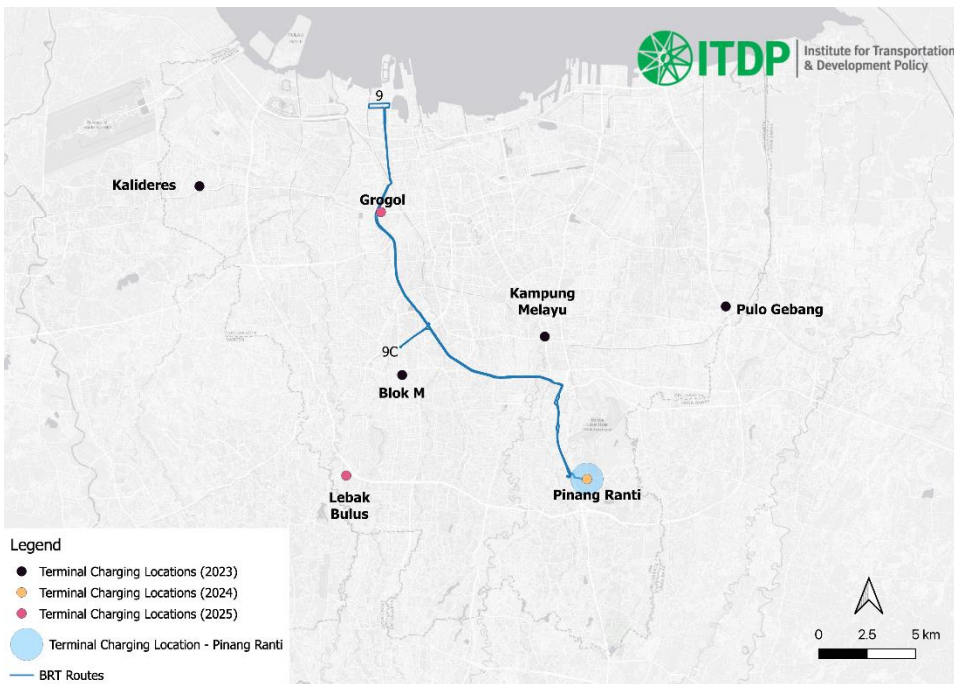 ITDP
Institute for Transportation
& Development Policy
9
Kalideres
Grogol
Kampung
Melayu
Pulo Gebang
9C
Blok M
Lebak
Bulus
Pinang Ranti
Legend
Terminal Charging Locations (2023)
Terminal Charging Locations (2024)
Terminal Charging Locations (2025)
Terminal Charging Location - Pinang Ranti
BRT Routes
0 2.5 5 km